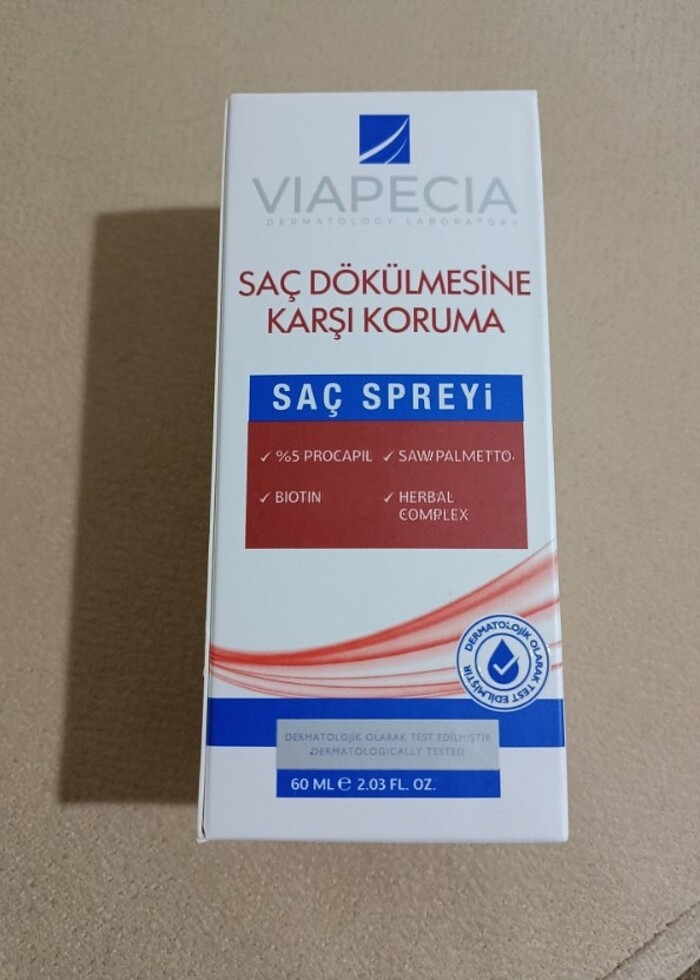 VIAPECIA
DERMATOLOGY LABORATORY
SAÇ DÖKÜLMESİNE
KARŞI KORUMA
SAÇ SPREYİ
✓ %5 PROCAPIL ✓ SAW PALMETTO
✓ BIOTIN ✓ HERBAL
COMPLEX
DERMATOLOJİK OLARAK TEST EDİLMİŞTİR
DERMATOLOJİK OLARAK TEST EDİLMİŞTİR
DERMATOLOGICALLY TESTED
60 ML ℮ 2.03 FL. OZ.